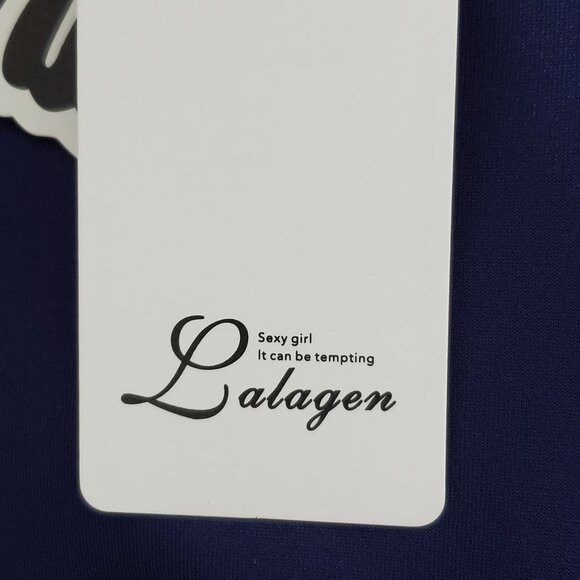 Sexy girl
It can be tempting
Lalagen